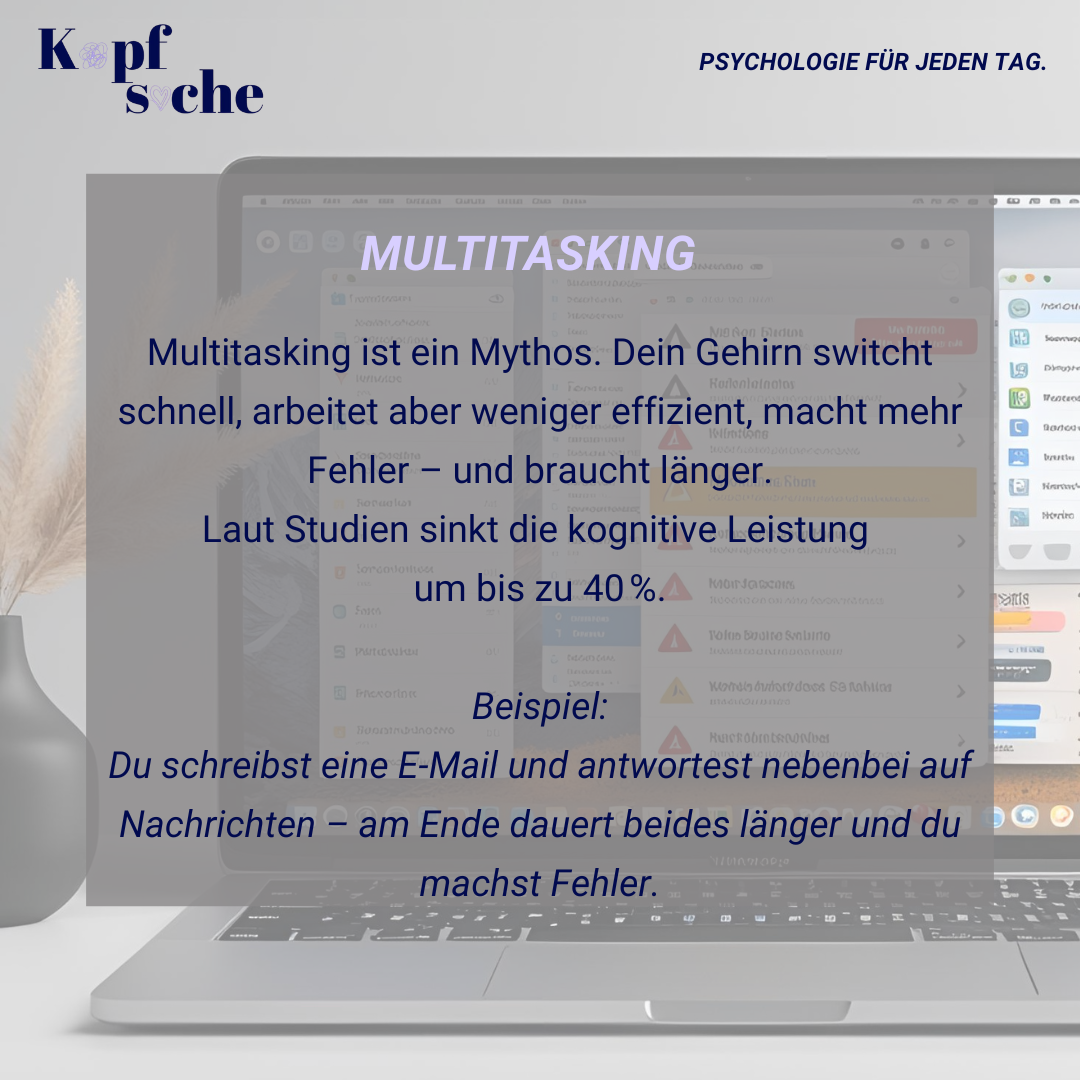 Kopf
sache
PSYCHOLOGIE FÜR JEDEN TAG.
MULTITASKING
Multitasking ist ein Mythos. Dein Gehirn switcht
schnell, arbeitet aber weniger effizient, macht mehr
Fehler – und braucht länger.
Laut Studien sinkt die kognitive Leistung
um bis zu 40 %.
Beispiel:
Du schreibst eine E-Mail und antwortest nebenbei auf
Nachrichten – am Ende dauert beides länger und du
machst Fehler.